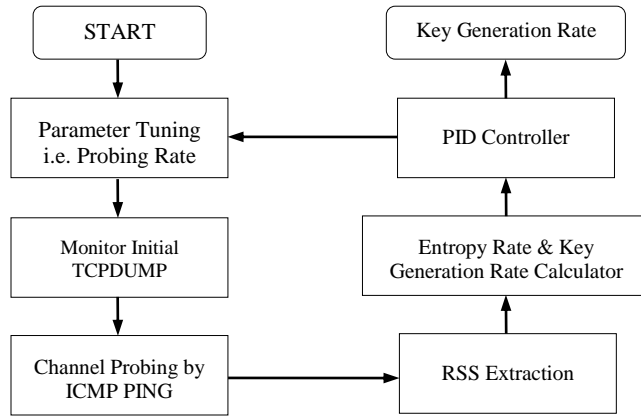 START
Parameter Tuning
i.e. Probing Rate
Monitor Initial
TCPDUMP
Channel Probing by
ICMP PING
RSS Extraction
Entropy Rate & Key
Generation Rate Calculator
PID Controller
Key Generation Rate